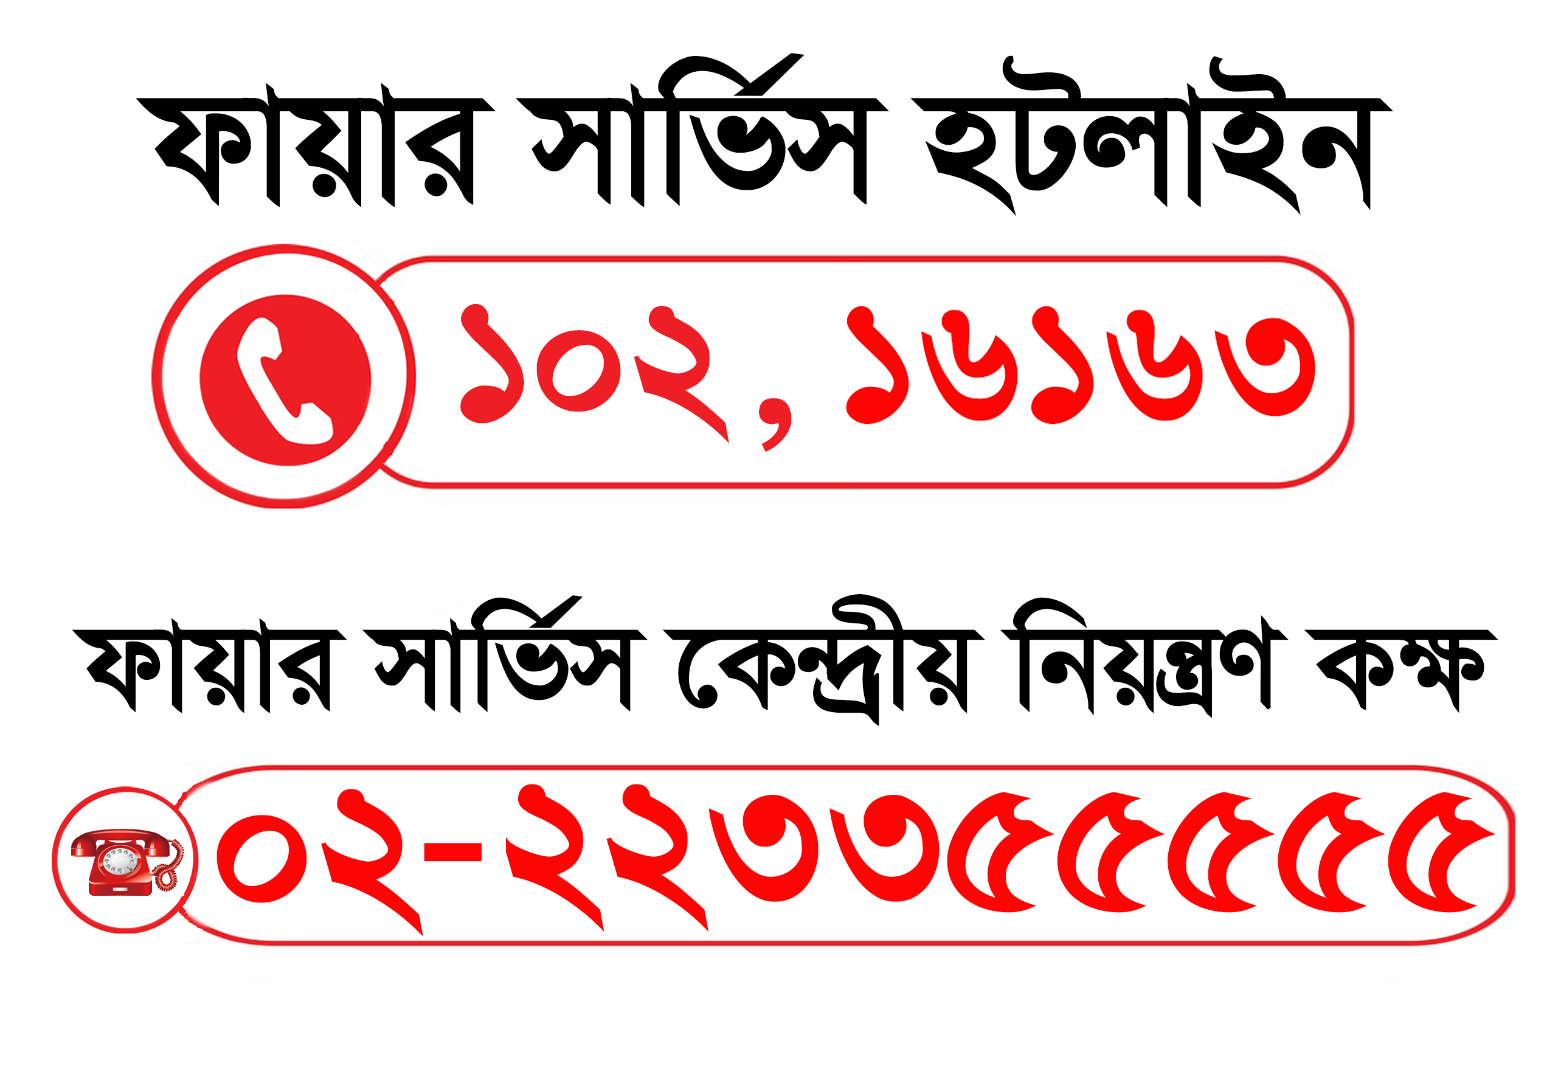 ফায়ার সার্ভিস হটলাইন
১০২, ১৬১৬৩
ফায়ার সার্ভিস কেন্দ্রীয় নিয়ন্ত্রণ কক্ষ
০২-২২৩৩৫৫৫৫৫